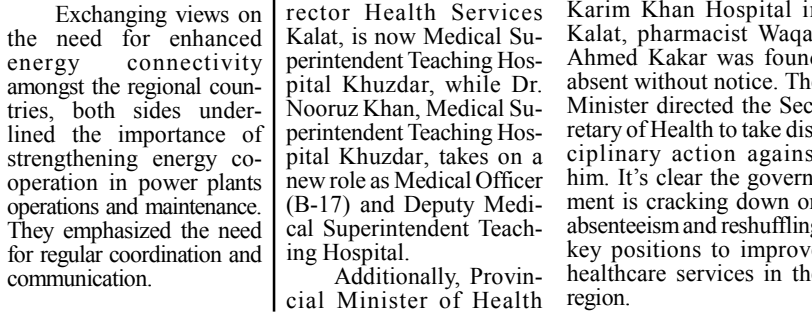 Exchanging views on
the need for enhanced
energy connectivity
amongst the regional coun-
tries, both sides under-
lined the importance of
strengthening energy co-
operation in power plants
operations and maintenance.
They emphasized the need
for regular coordination and
communication.
rector Health Services
Kalat, is now Medical Su-
perintendent Teaching Hos-
pital Khuzdar, while Dr.
Nooruz Khan, Medical Su-
perintendent Teaching Hos-
pital Khuzdar, takes on a
new role as Medical Officer
(B-17) and Deputy Medi-
cal Superintendent Teach-
ing Hospital.
Additionally, Provin-
cial Minister of Health
Karim Khan Hospital in
Kalat, pharmacist Waqa
Ahmed Kakar was found
absent without notice. The
Minister directed the Sec
retary of Health to take dis
ciplinary action against
him. It's clear the govern
ment is cracking down on
absenteeism and reshuffling
key positions to improve
healthcare services in the
region.